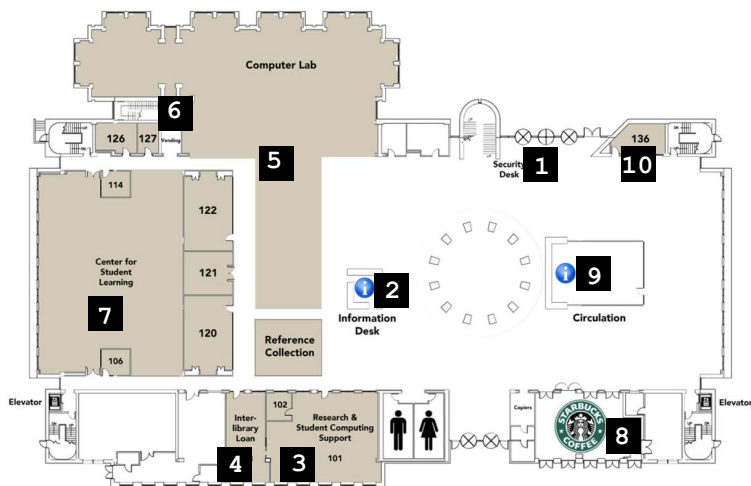 Computer Lab
6
126
127
Vending
5
Security
Desk
1
136
10
114
122
Center for
Student
Learning
121
7
120
106
2
Information
Desk
9
Circulation
Reference
Collection
Elevator
102
Inter-
library
Loan
4
Research &
Student Computing
Support
3
101
Copiers
STARBUCKS
COFFEE
8
Elevator